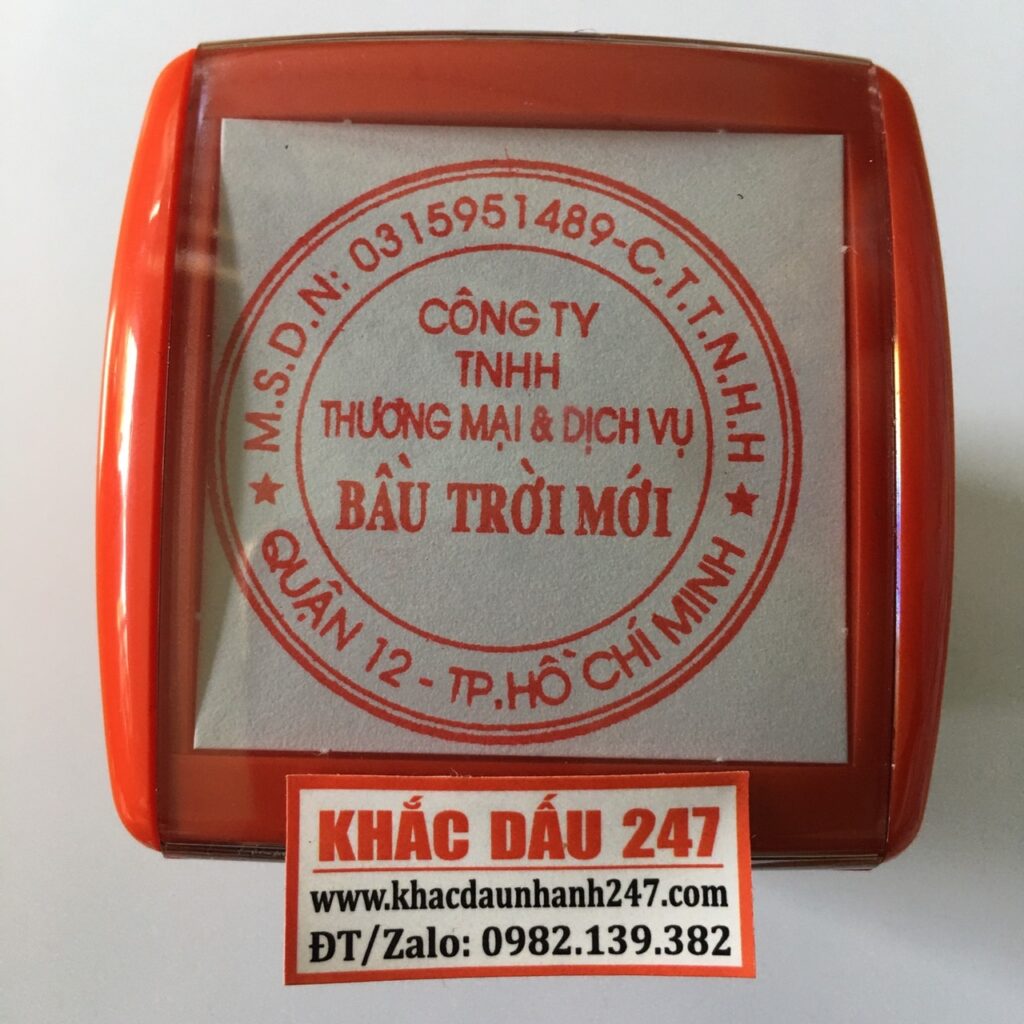 M.S.D.N: 0315951489-C.T.T.N.H.H
CÔNG TY
TNHH
THƯƠNG MẠI & DỊCH VỤ
BẦU TRỜI MỚI
★ QUẬN 12 - TP.HỒ CHÍ MINH ★
KHẮC DẤU 247
www.khacdaunhanh247.com
ĐT/Zalo: 0982.139.382